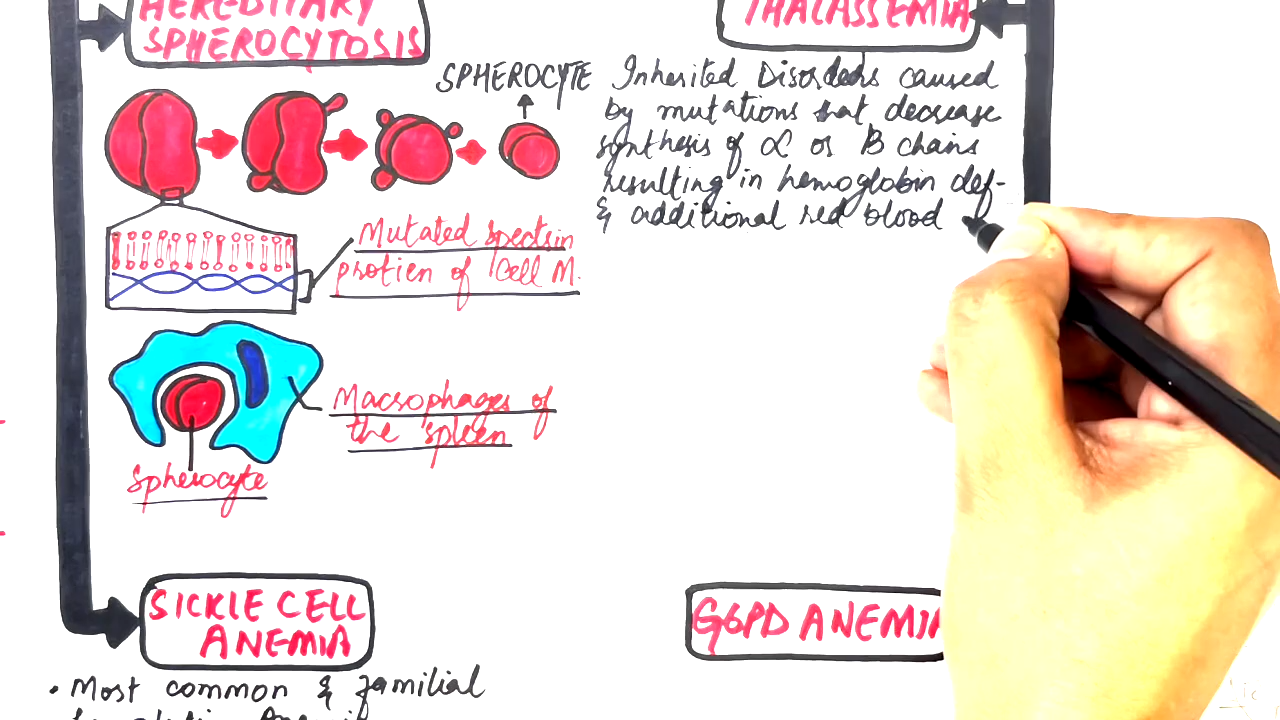 HEREDITARY
SPHEROCYTOSIS
SPHEROCYTE
Mutated spectrin
protien of Cell M.
Macrophages of
the spleen
Spherocyte
THALASSEMIA
Inherited Disorders caused
by mutations that decrease
synthesis of α or B chains
resulting in hemoglobin def-
& additional red blood
SICKLE CELL
ANEMIA
• Most common & familial
G6PD ANEMIA